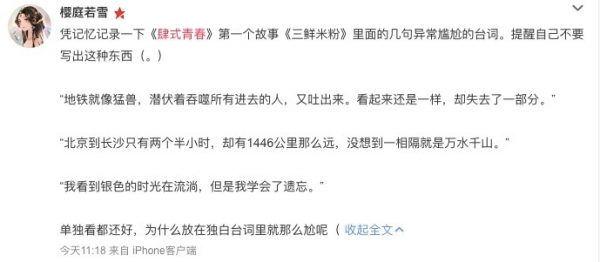 樱庭若雪
凭记忆记录一下《肆式青春》第一个故事《三鲜米粉》里面的几句异常尴尬的台词。提醒自己不要
写出这种东西（。）
“地铁就像猛兽，潜伏着吞噬所有进去的人，又吐出来。看起来还是一样，却失去了一部分。”
“北京到长沙只有两个半小时，却有1446公里那么远，没想到一相隔就是万水千山。”
“我看到银色的时光在流淌，但是我学会了遗忘。”
单独看都还好，为什么放在独白台词里就那么尬呢（ 收起全文
今天11:18 来自 iPhone客户端